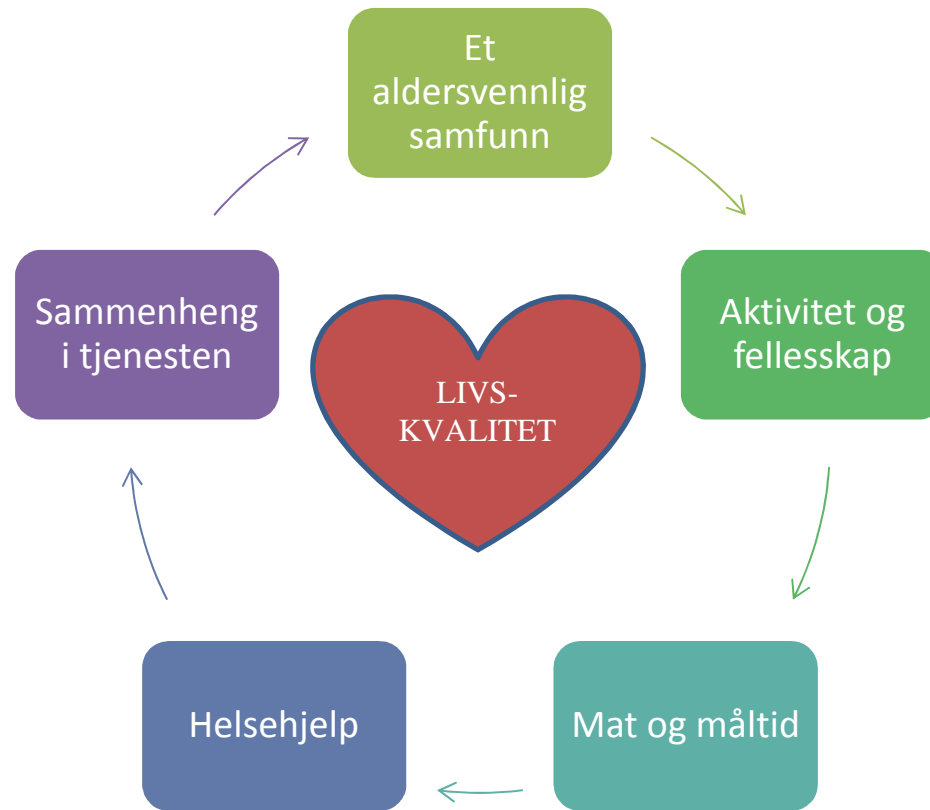 Et
aldersvennlig
samfunn
Aktivitet og
fellesskap
Mat og måltid
Helsehjelp
Sammenheng
i tjenesten
LIVS-
KVALITET